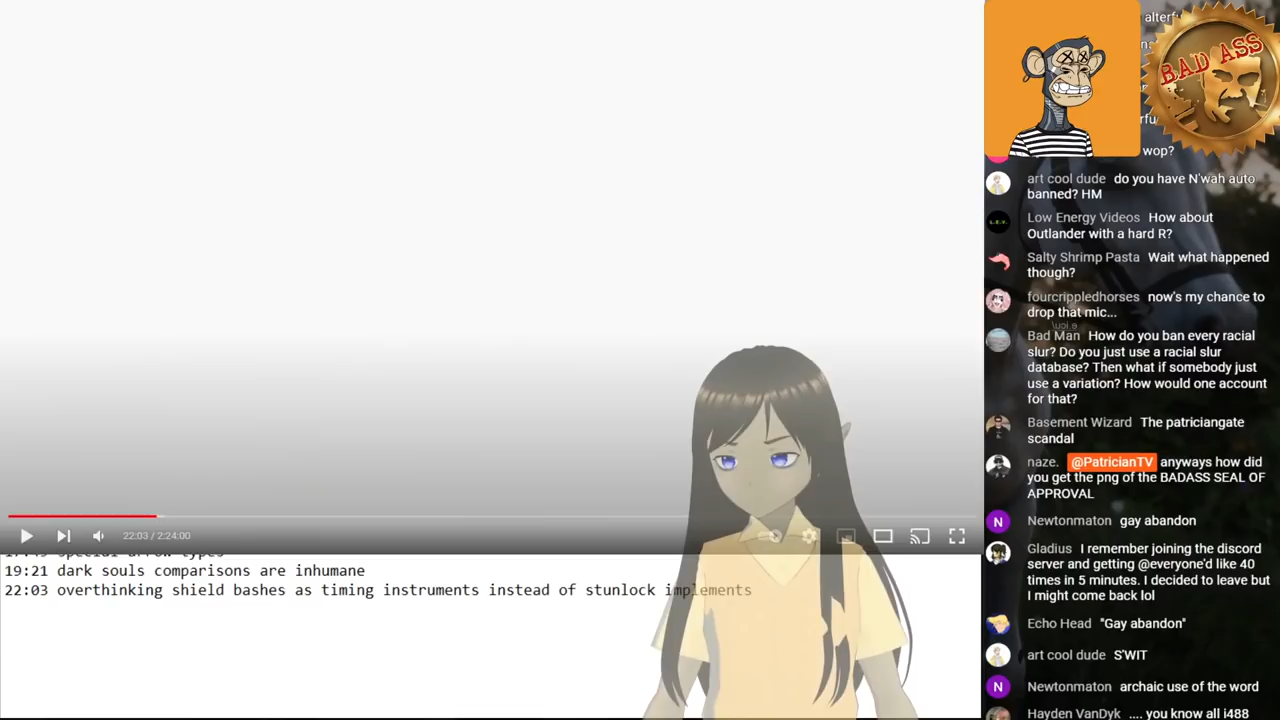 22:03 / 2:24:00
special arrow types
19:21 dark souls comparisons are inhumane
22:03 overthinking shield bashes as timing instruments instead of stunlock implements
BAD ASS
wop?
art cool dude do you have N'wah auto
banned? HM
L.E.V.
Low Energy Videos How about
Outlander with a hard R?
Salty Shrimp Pasta Wait what happened
though?
fourcrippledhorses now's my chance to
drop that mic...
Bad Man How do you ban every racial
slur? Do you just use a racial slur
database? Then what if somebody just
use a variation? How would one account
for that?
Basement Wizard The patriciangate
scandal
naze. @PatricianTV anyways how did
you get the png of the BADASS SEAL OF
APPROVAL
N
Newtonmaton gay abandon
Gladius I remember joining the discord
server and getting @everyone'd like 40
times in 5 minutes. I decided to leave but
I might come back lol
Echo Head "Gay abandon"
art cool dude S'WIT
N
Newtonmaton archaic use of the word
Hayden VanDyk .... you know all i488